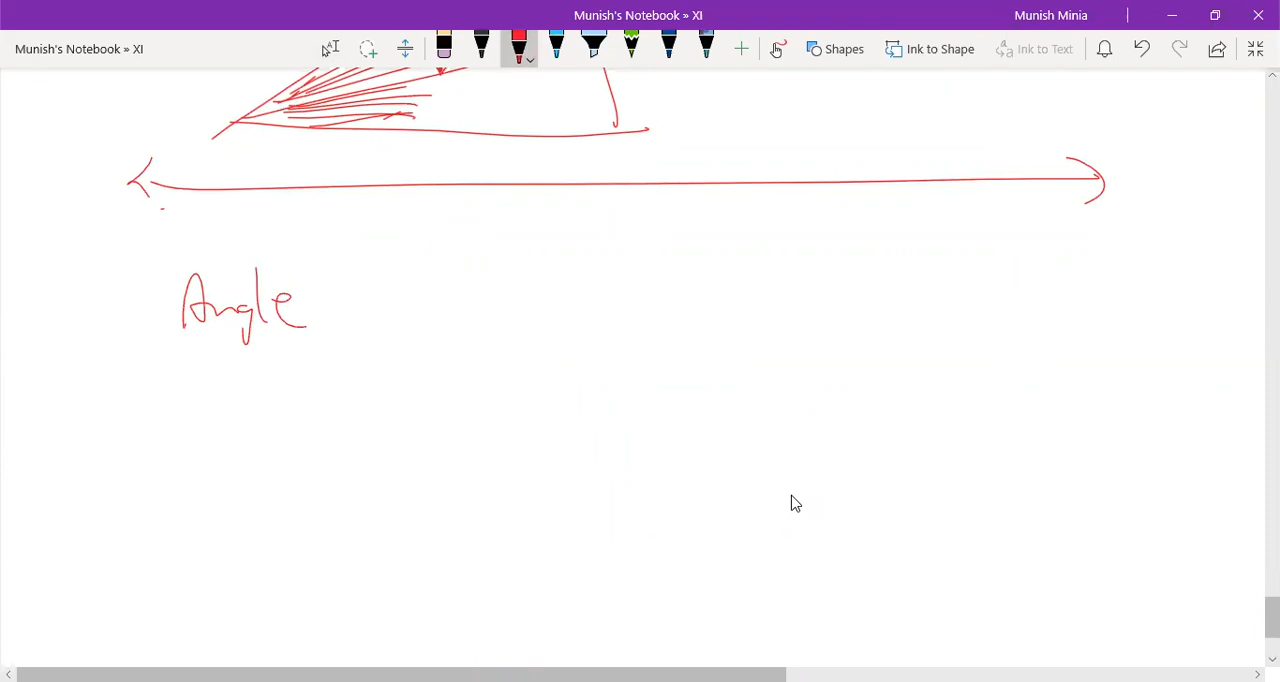 Munish's Notebook » XI
Munish Minia
Munish's Notebook » XI
Shapes
Ink to Shape
Ink to Text
Angle